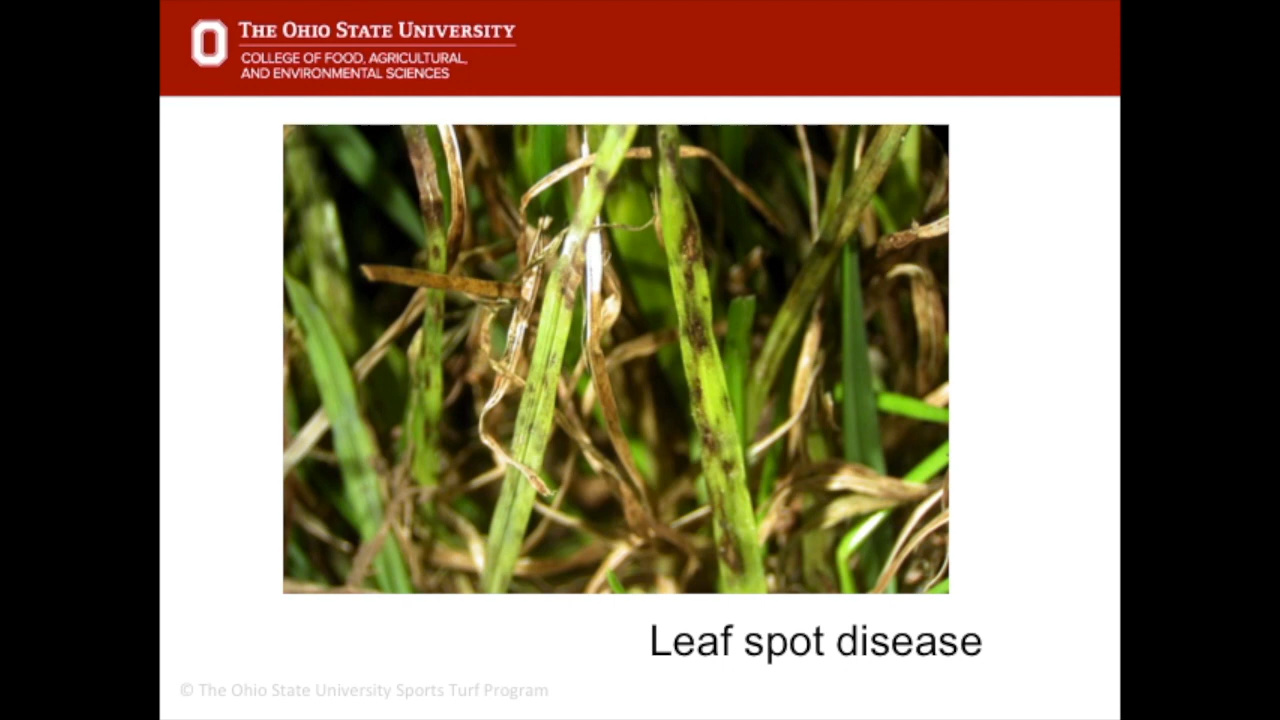 THE OHIO STATE UNIVERSITY
COLLEGE OF FOOD, AGRICULTURAL,
AND ENVIRONMENTAL SCIENCES
Leaf spot disease
© The Ohio State University Sports Turf Program